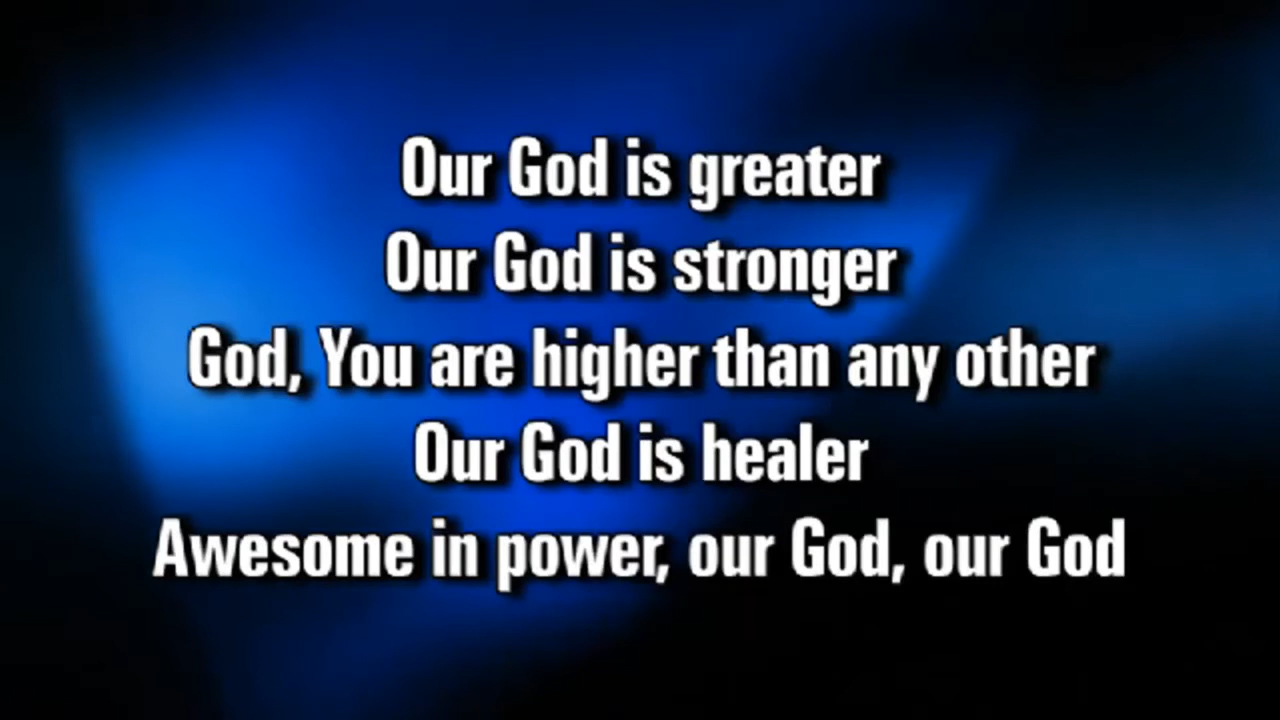 Our God is greater
Our God is stronger
God, You are higher than any other
Our God is healer
Awesome in power, our God, our God